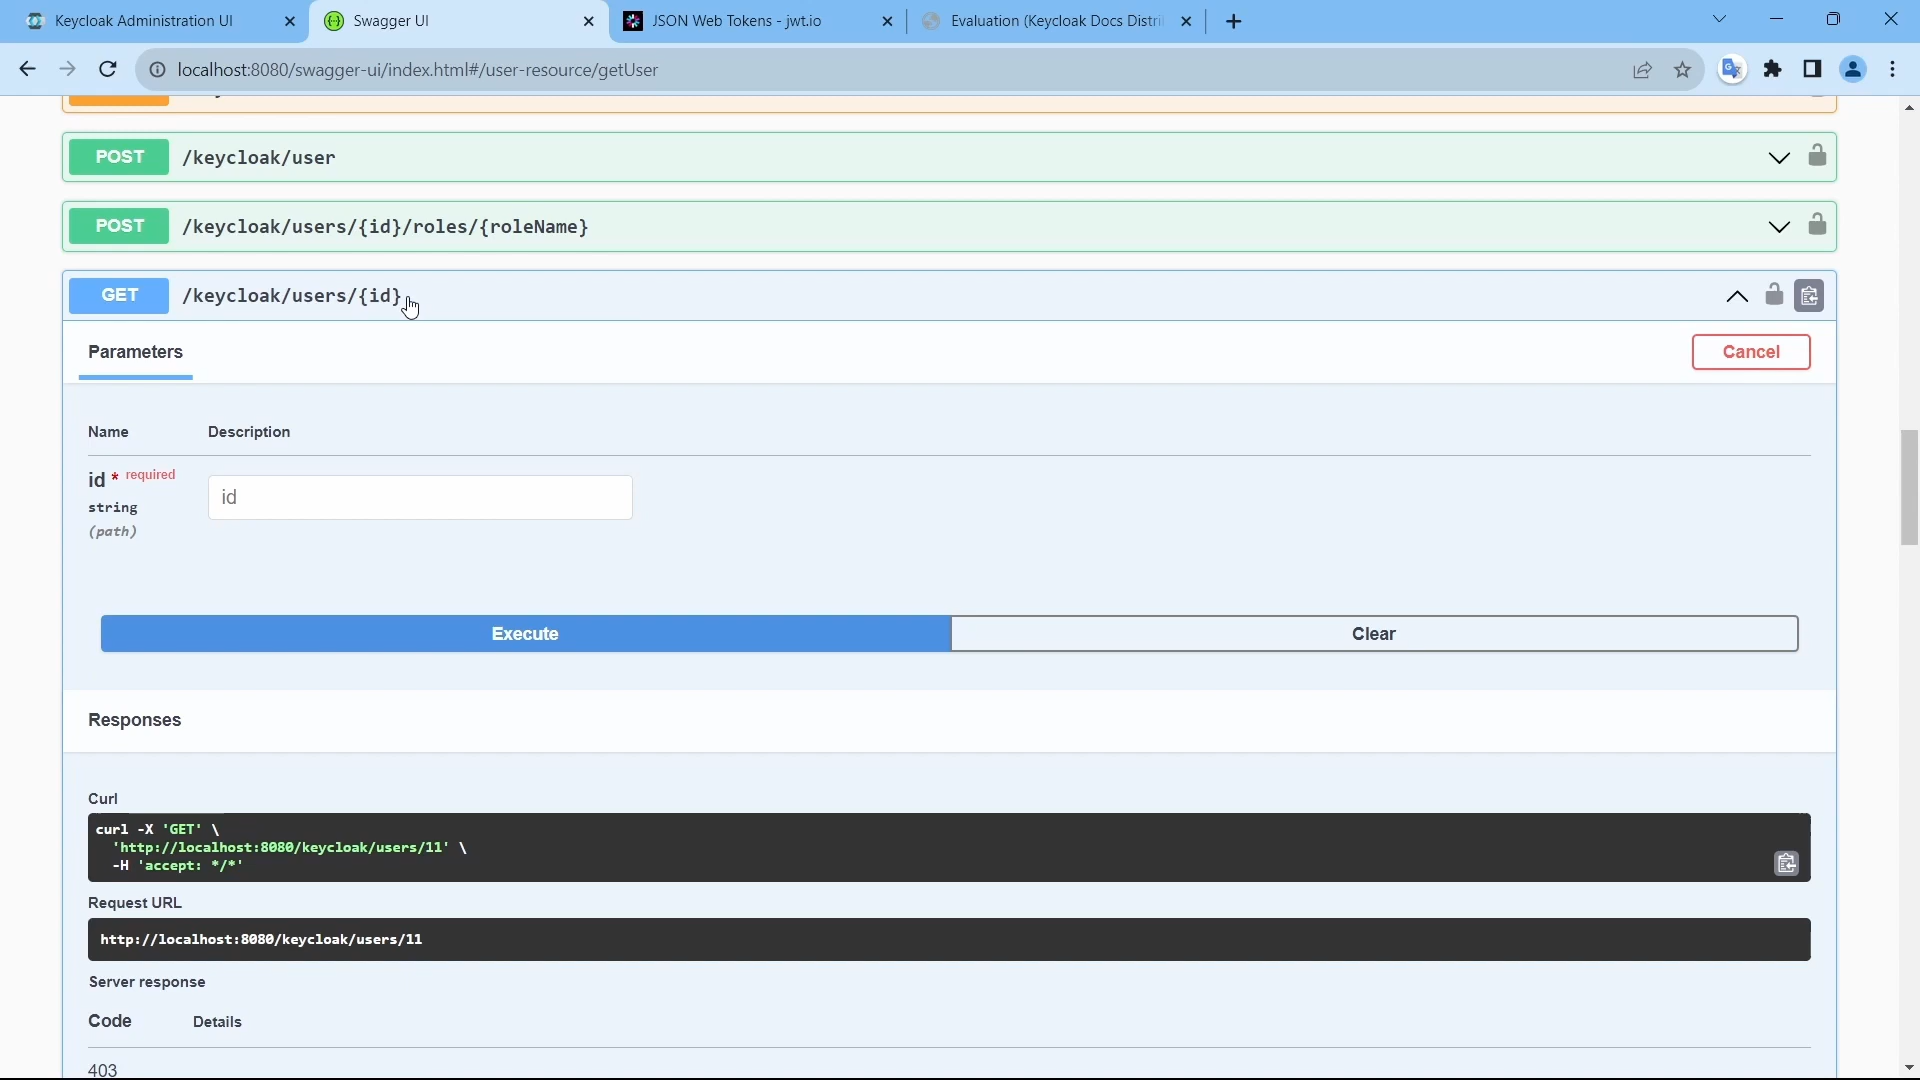 Keycloak Administration UI
Swagger UI
JSON Web Tokens - jwt.io
Evaluation (Keycloak Docs Distri
localhost:8080/swagger-ui/index.html#/user-resource/getUser
POST /keycloak/user
POST /keycloak/users/{id}/roles/{roleName}
GET /keycloak/users/{id}
Parameters
Cancel
Name Description
id * required
string
(path)
id
Execute
Clear
Responses
Curl
curl -X 'GET' \
'http://localhost:8080/keycloak/users/11' \
-H 'accept: */*'
Request URL
http://localhost:8080/keycloak/users/11
Server response
Code Details
403